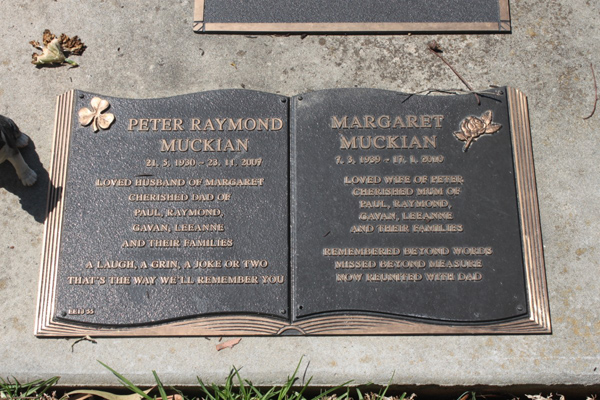 PETER RAYMOND
MUCKIAN
21. 5. 1930 – 23. 11. 2007
LOVED HUSBAND OF MARGARET
CHERISHED DAD OF
PAUL, RAYMOND,
GAVAN, LEEANNE
AND THEIR FAMILIES
A LAUGH, A GRIN, A JOKE OR TWO
THAT'S THE WAY WE'LL REMEMBER YOU
MARGARET
MUCKIAN
LOVED WIFE OF PETER
CHERISHED MUM OF
PAUL, RAYMOND,
GAVAN, LEEANNE
AND THEIR FAMILIES
REMEMBERED BEYOND WORDS
MISSED BEYOND MEASURE
NOW REUNITED WITH DAD